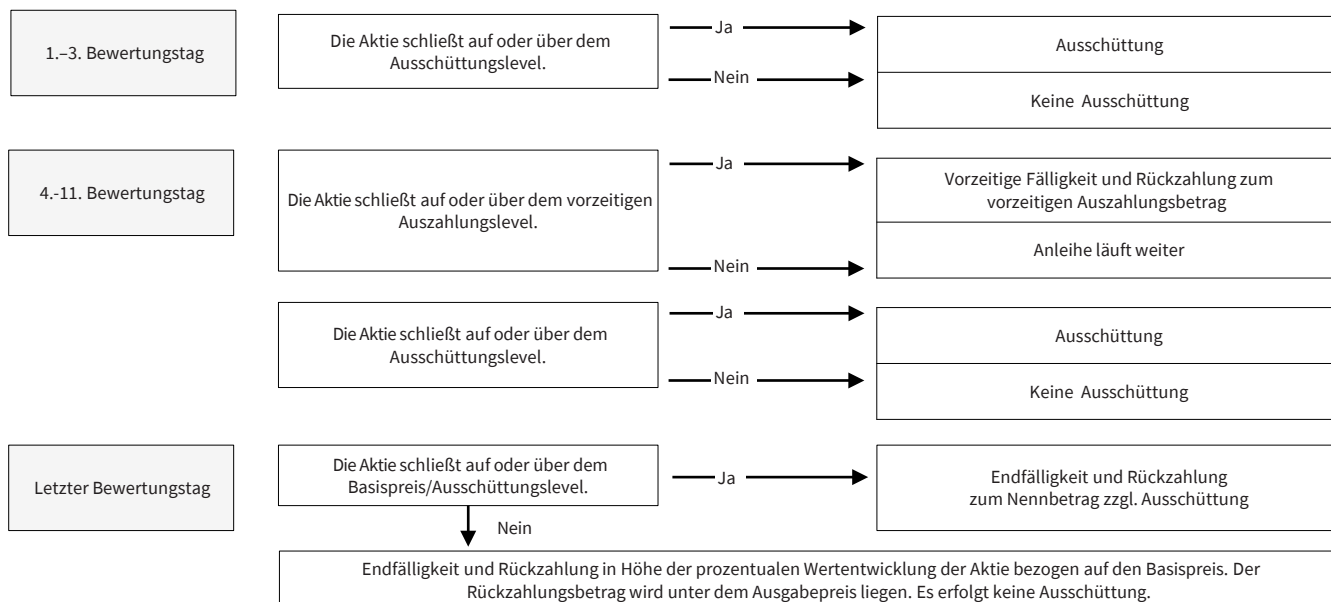 1.–3. Bewertungstag
Die Aktie schließt auf oder über dem
Ausschüttungslevel.
Ja
Nein
Ausschüttung
Keine Ausschüttung
4.-11. Bewertungstag
Die Aktie schließt auf oder über dem vorzeitigen
Auszahlungslevel.
Ja
Nein
Vorzeitige Fälligkeit und Rückzahlung zum
vorzeitigen Auszahlungsbetrag
Anleihe läuft weiter
Die Aktie schließt auf oder über dem
Ausschüttungslevel.
Ja
Nein
Ausschüttung
Keine Ausschüttung
Letzter Bewertungstag
Die Aktie schließt auf oder über dem
Basispreis/Ausschüttungslevel.
Ja
Endfälligkeit und Rückzahlung
zum Nennbetrag zzgl. Ausschüttung
Nein
Endfälligkeit und Rückzahlung in Höhe der prozentualen Wertentwicklung der Aktie bezogen auf den Basispreis. Der
Rückzahlungsbetrag wird unter dem Ausgabepreis liegen. Es erfolgt keine Ausschüttung.